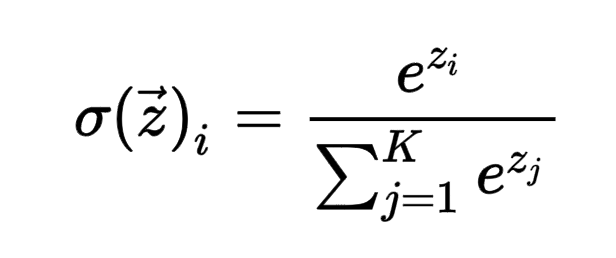 σ(z⃗)ᵢ = e^{zᵢ} / ∑_{j=1}^{K} e^{zⱼ}